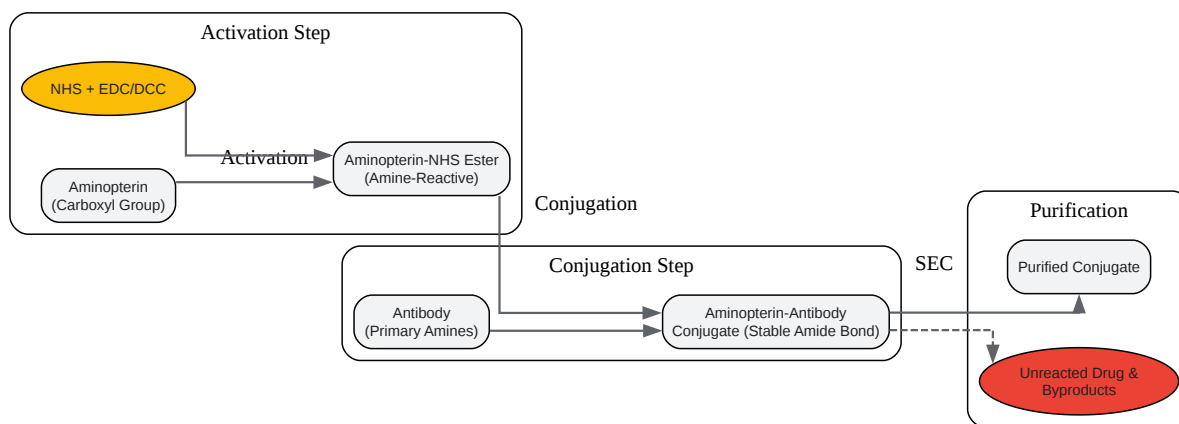 Activation Step
NHS + EDC/DCC
Activation
Aminopterin-NHS Ester
(Amine-Reactive)
Aminopterin
(Carboxyl Group)
Conjugation
Conjugation Step
Antibody
(Primary Amines)
Aminopterin-Antibody
Conjugate (Stable Amide Bond)
SEC
Purification
Purified Conjugate
Unreacted Drug &
Byproducts